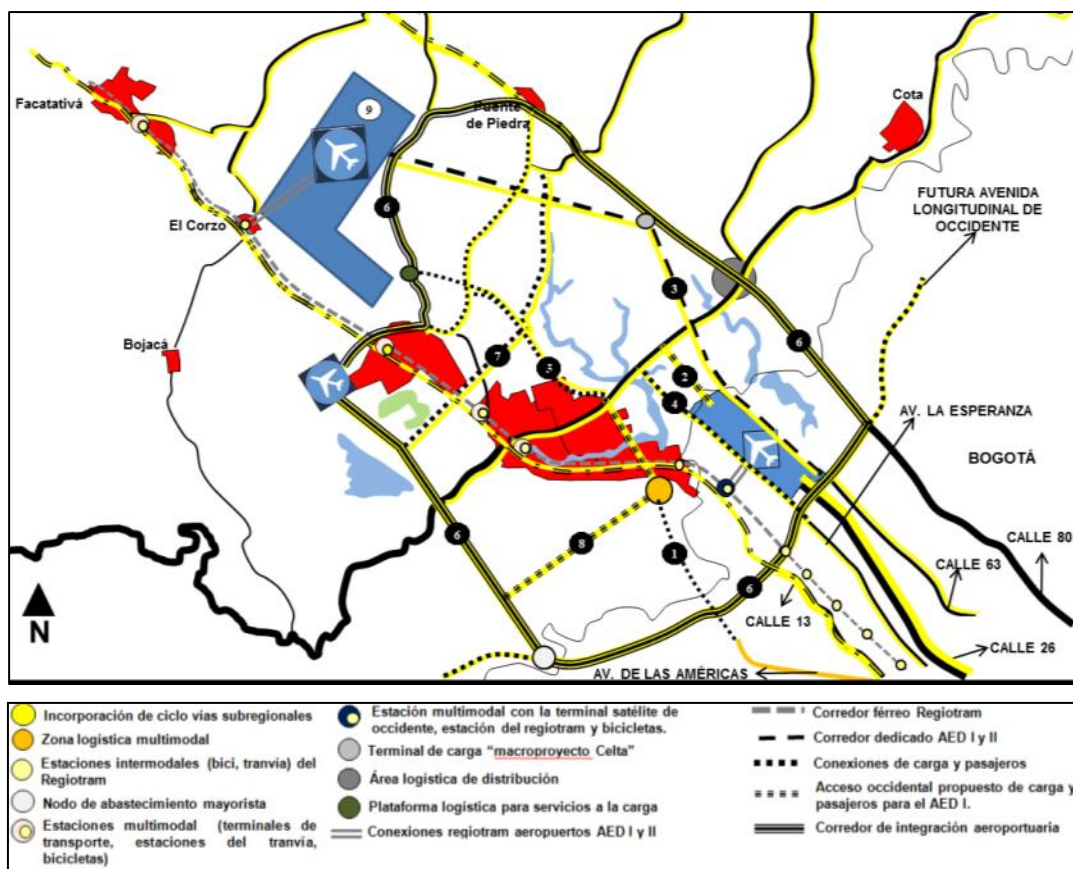 Facatativá
9
Puente
de Piedra
Cota
FUTURA AVENIDA
LONGITUDINAL DE
OCCIDENTE
El Corzo
6
3
Bojacá
7
5
2
4
6
AV. LA ESPERANZA
BOGOTÁ
6
8
1
6
CALLE 80
CALLE 63
CALLE 13
N
CALLE 26
AV. DE LAS AMÉRICAS
Incorporación de ciclo vías subregionales
Zona logística multimodal
Estaciones intermodales (bici, tranvía) del
Regiotram
Nodo de abastecimiento mayorista
Estaciones multimodal (terminales de
transporte, estaciones del tranvía,
bicicletas)
Estación multimodal con la terminal satélite de
occidente, estación del regiotram y bicicletas.
Terminal de carga “macroproyecto Celta”
Área logística de distribución
Plataforma logística para servicios a la carga
Conexiones regiotram aeropuertos AED I y II
Corredor férreo Regiotram
Corredor dedicado AED I y II
Conexiones de carga y pasajeros
Acceso occidental propuesto de carga y
pasajeros para el AED I.
Corredor de integración aeroportuaria